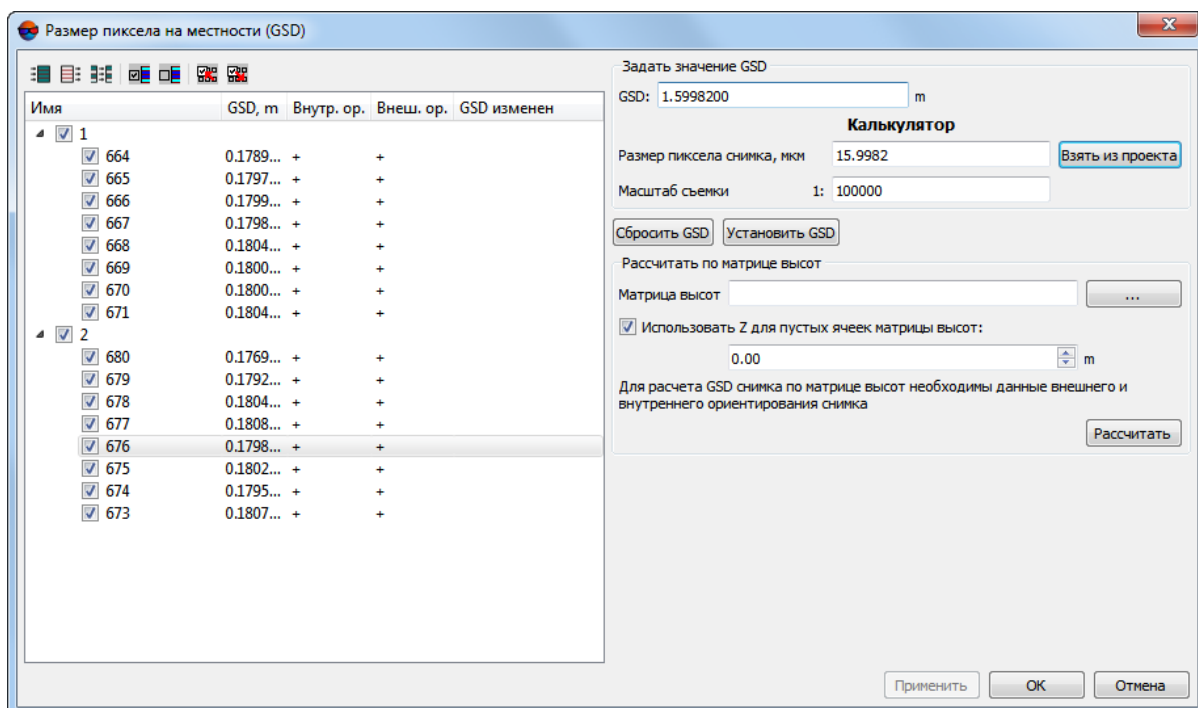 Размер пиксела на местности (GSD)
Имя GSD, m Внутр. ор. Внеш. ор. GSD изменен
1
664 0.1789... + +
665 0.1797... + +
666 0.1799... + +
667 0.1798... + +
668 0.1804... + +
669 0.1800... + +
670 0.1800... + +
671 0.1804... + +
2
680 0.1769... + +
679 0.1792... + +
678 0.1804... + +
677 0.1808... + +
676 0.1798... + +
675 0.1802... + +
674 0.1795... + +
673 0.1807... + +
Задать значение GSD
GSD: 1.5998200 m
Калькулятор
Размер пиксела снимка, мкм 15.9982 Взять из проекта
Масштаб съемки 1: 100000
Сбросить GSD Установить GSD
Рассчитать по матрице высот
Матрица высот ...
Использовать Z для пустых ячеек матрицы высот:
0.00 m
Для расчета GSD снимка по матрице высот необходимы данные внешнего и
внутреннего ориентирования снимка
Рассчитать
Применить OK Отмена